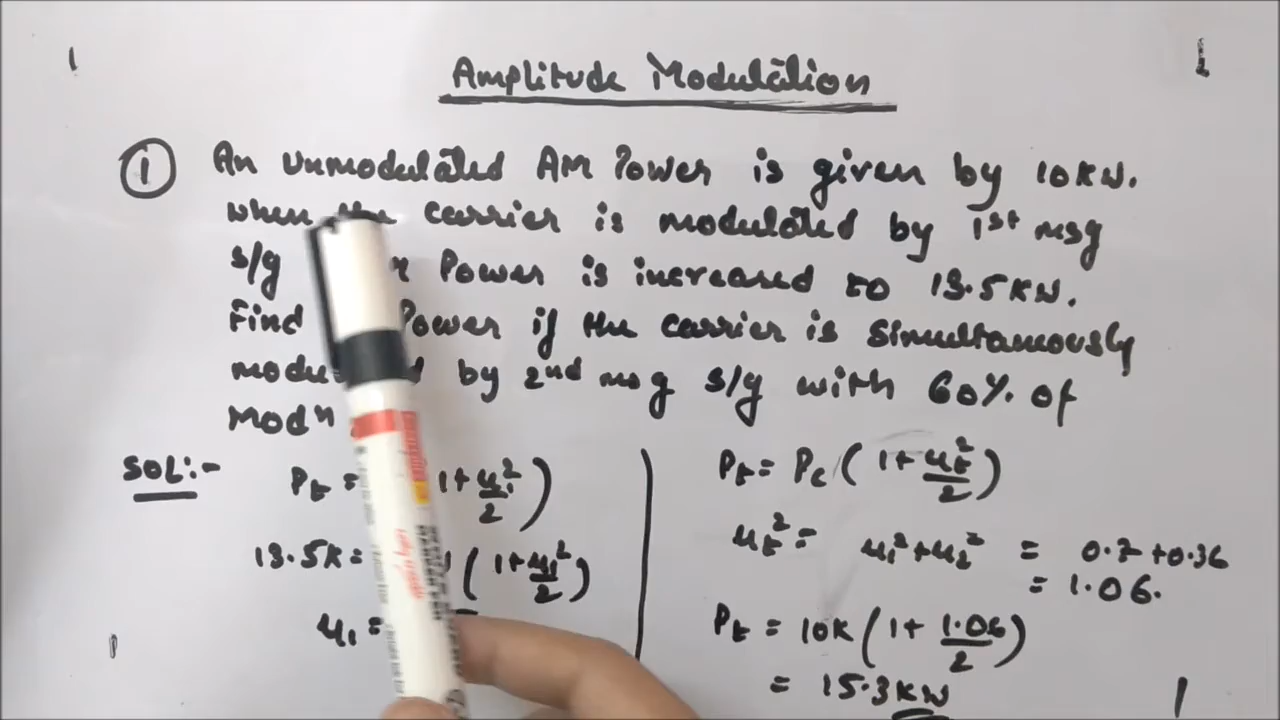 Amplitude Modulation
① An unmodulated AM Power is given by 10KW.
when the carrier is modulated by 1st msg
s/g Power is increased to 13.5KW.
Find Power if the carrier is simultaneously
by 2nd msg s/g with 60% of
Modn
SOL:-
Pt = 1+μ1²/2)
13.5K= (1+μ1²/2)
μ1 =
Pt = Pc (1+μt²/2)
μt² = μ1²+μ2² = 0.7+0.36
= 1.06.
Pt = 10K (1+1.06/2)
= 15.3KW